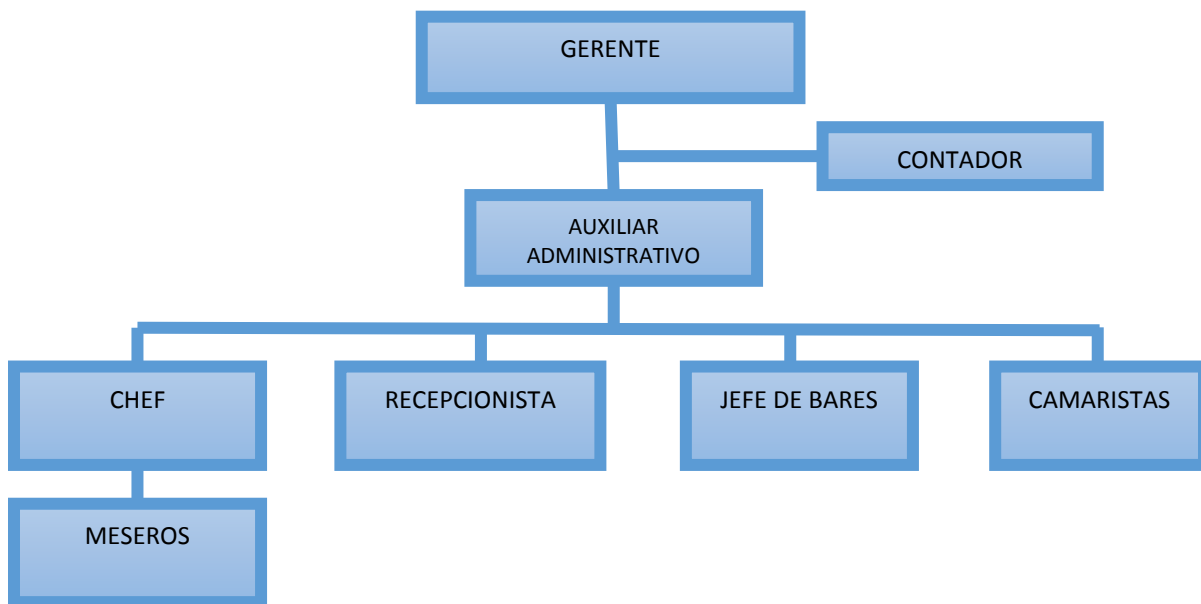 GERENTE
CONTADOR
AUXILIAR
ADMINISTRATIVO
CHEF
RECEPCIONISTA
JEFE DE BARES
CAMARISTAS
MESEROS